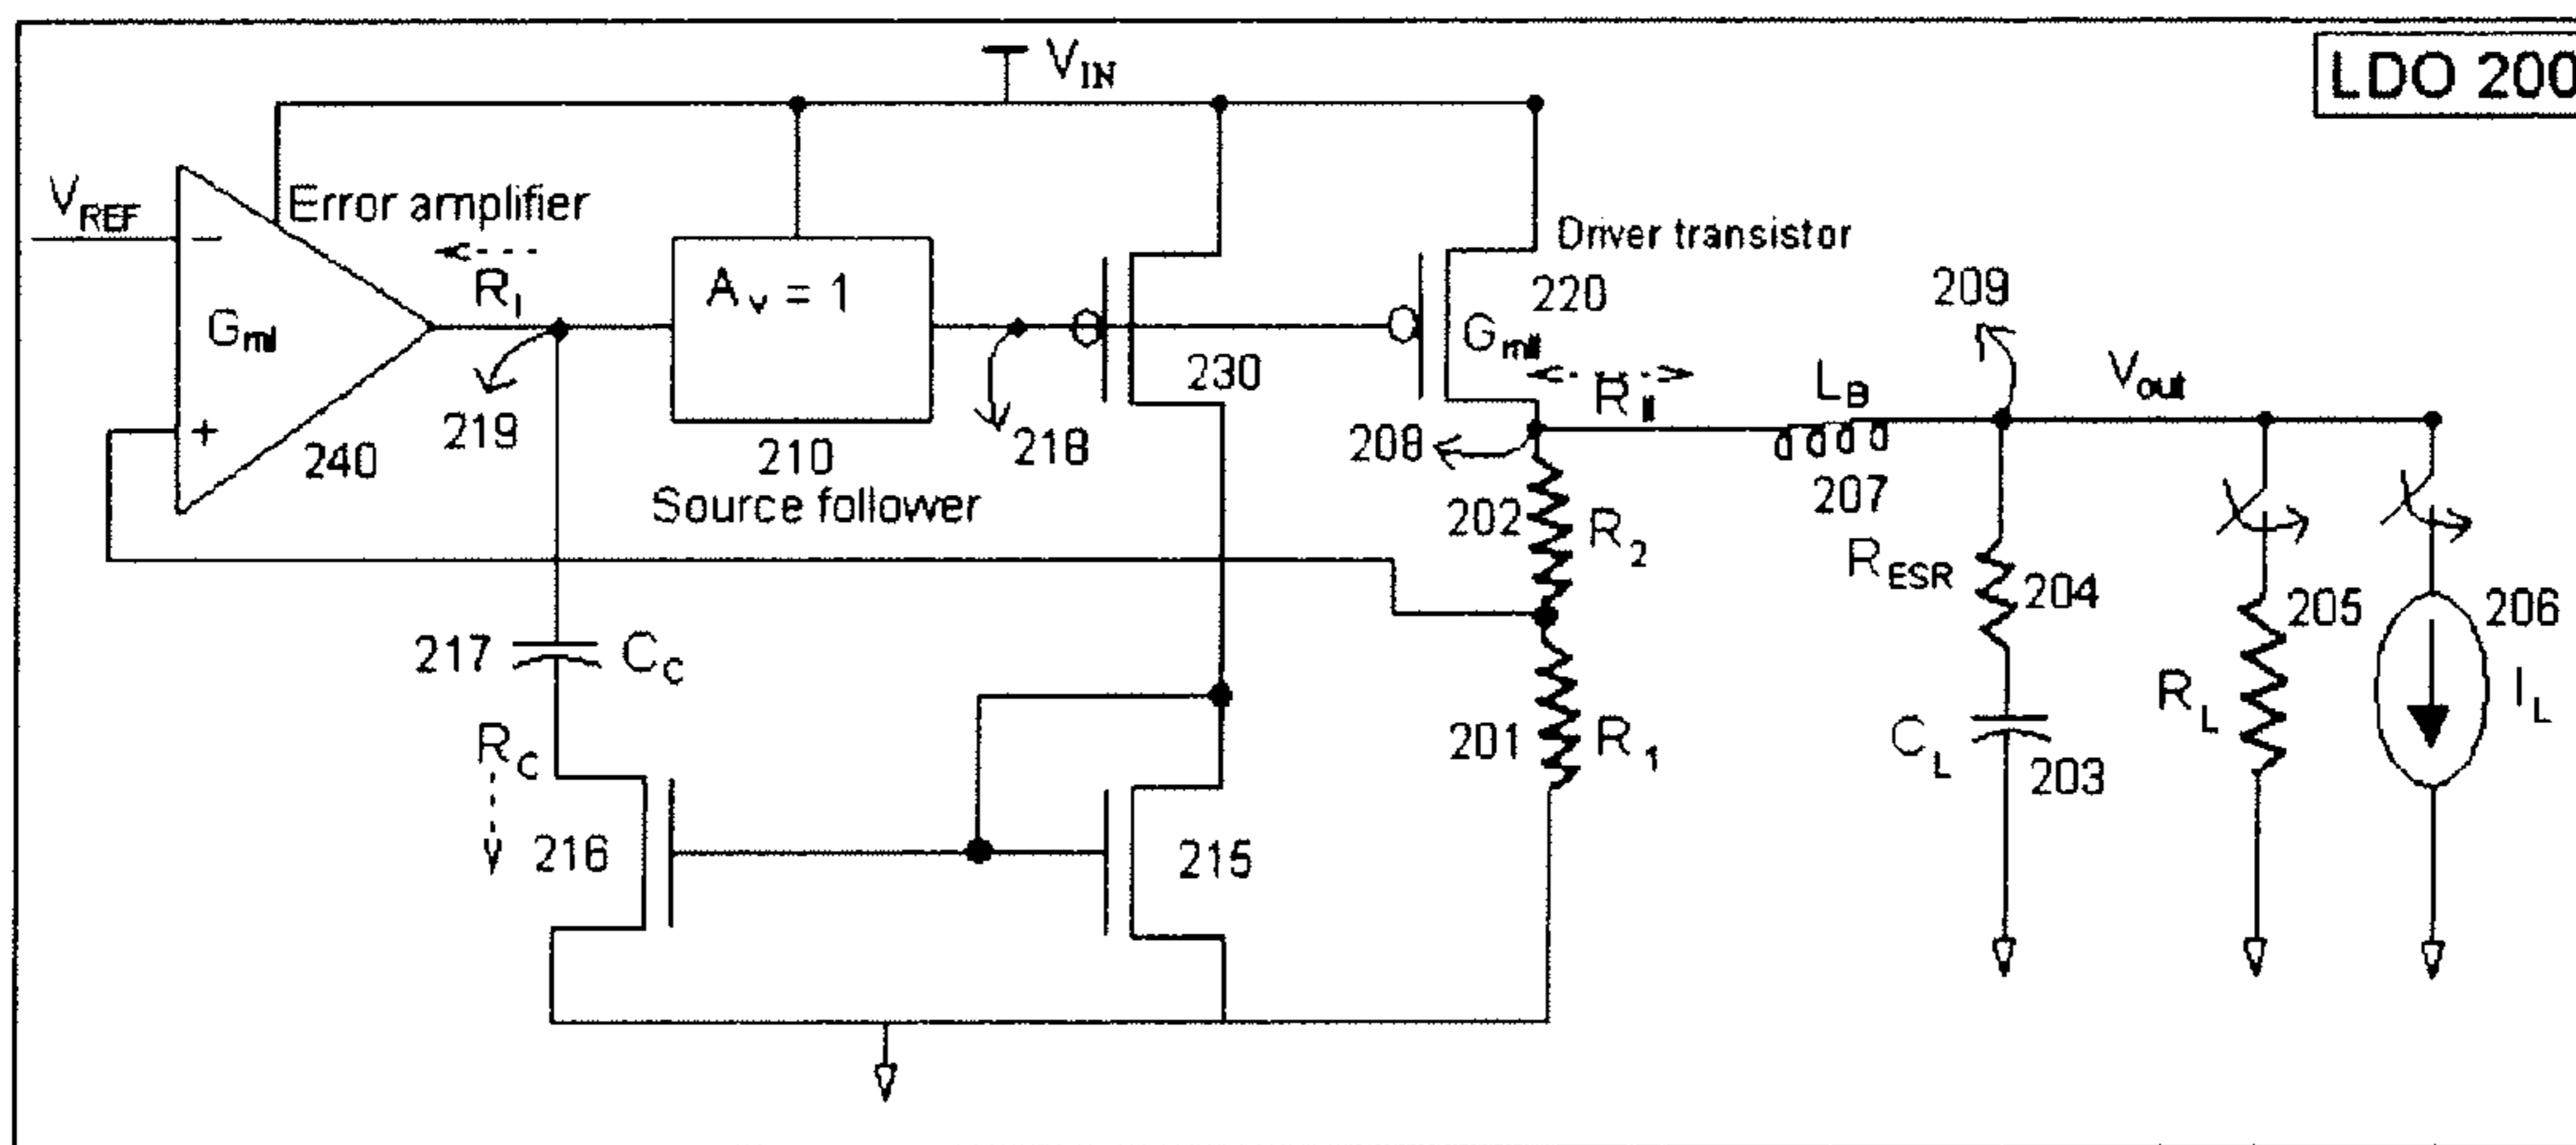 LDO 200
V_IN
V_REF
Error amplifier
R_I
G_mI
−
+
240
219
A_v = 1
210
Source follower
218
230
Driver transistor
220
G_mII
R_II
208
L_B
207
209
V_out
202
R_2
201
R_1
R_ESR
204
C_L
203
205
R_L
206
I_L
217
C_C
R_C
216
215